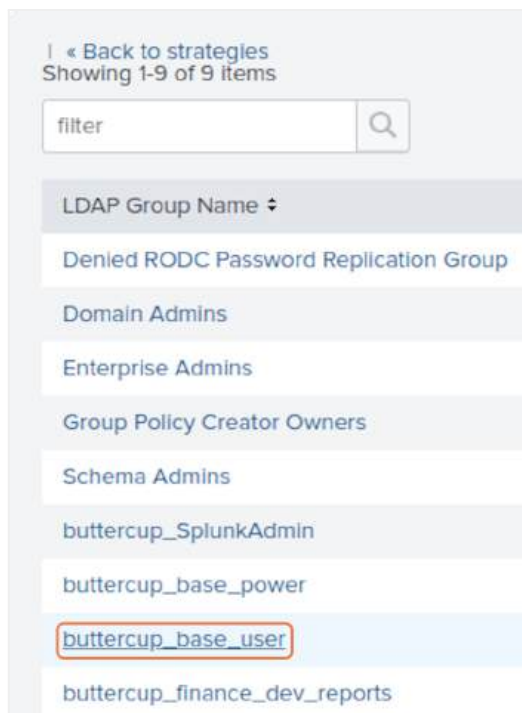 | « Back to strategies
Showing 1-9 of 9 items
filter
LDAP Group Name
Denied RODC Password Replication Group
Domain Admins
Enterprise Admins
Group Policy Creator Owners
Schema Admins
buttercup_SplunkAdmin
buttercup_base_power
buttercup_base_user
buttercup_finance_dev_reports